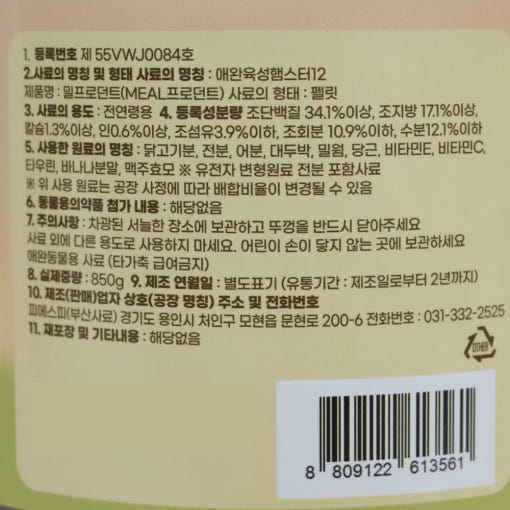 1. 등록번호 제 55VWJ0084호
2.사료의 명칭 및 형태 사료의 명칭 : 애완육성햄스터12
제품명 : 밀프로던트(MEAL프로던트) 사료의 형태 : 펠릿
3. 사료의 용도 : 전연령용 4. 등록성분량 조단백질 34.1%이상, 조지방 17.1%이상,
칼슘1.3%이상, 인0.6%이상, 조섬유3.9%이하, 조회분 10.9%이하, 수분12.1%이하
5. 사용한 원료의 명칭 : 닭고기분, 전분, 어분, 대두박, 밀웜, 당근, 비타민E, 비타민C,
타우린, 바나나분말, 맥주효모 ※ 유전자 변형원료 전분 포함사료
※ 위 사용 원료는 공장 사정에 따라 배합비율이 변경될 수 있음
6. 동물용의약품 첨가 내용 : 해당없음
7. 주의사항 : 차광된 서늘한 장소에 보관하고 뚜껑을 반드시 닫아주세요
사료 외에 다른 용도로 사용하지 마세요. 어린이 손이 닿지 않는 곳에 보관하세요
애완동물용 사료 (타가축 급여금지)
8. 실제중량 : 850g 9. 제조 연월일 : 별도표기 (유통기간 : 제조일로부터 2년까지)
10. 제조(판매)업자 상호(공장 명칭) 주소 및 전화번호
피에스피(부산사료) 경기도 용인시 처인구 모현읍 문현로 200-6 전화번호 : 031-332-2525
11. 재포장 및 기타내용 : 해당없음
OTHER
8 809122 613561